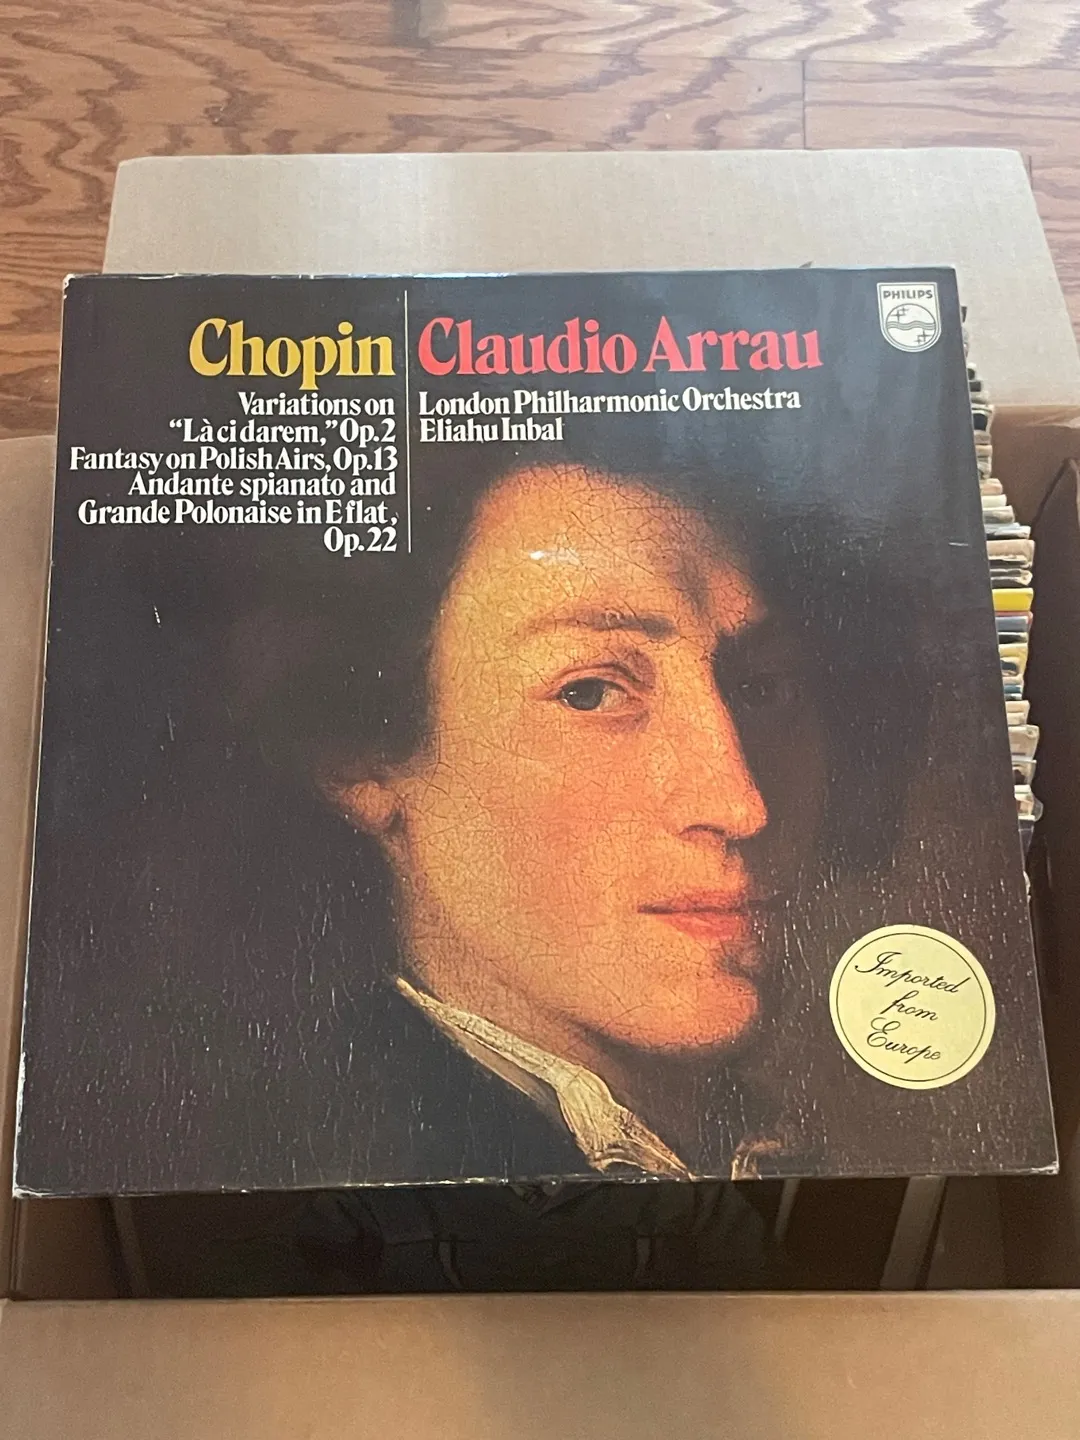 PHILIPS
Chopin
Variations on
“Là ci darem,” Op.2
Fantasy on Polish Airs, Op.13
Andante spianato and
Grande Polonaise in E flat,
Op.22
Claudio Arrau
London Philharmonic Orchestra
Eliahu Inbal
Imported
from
Europe